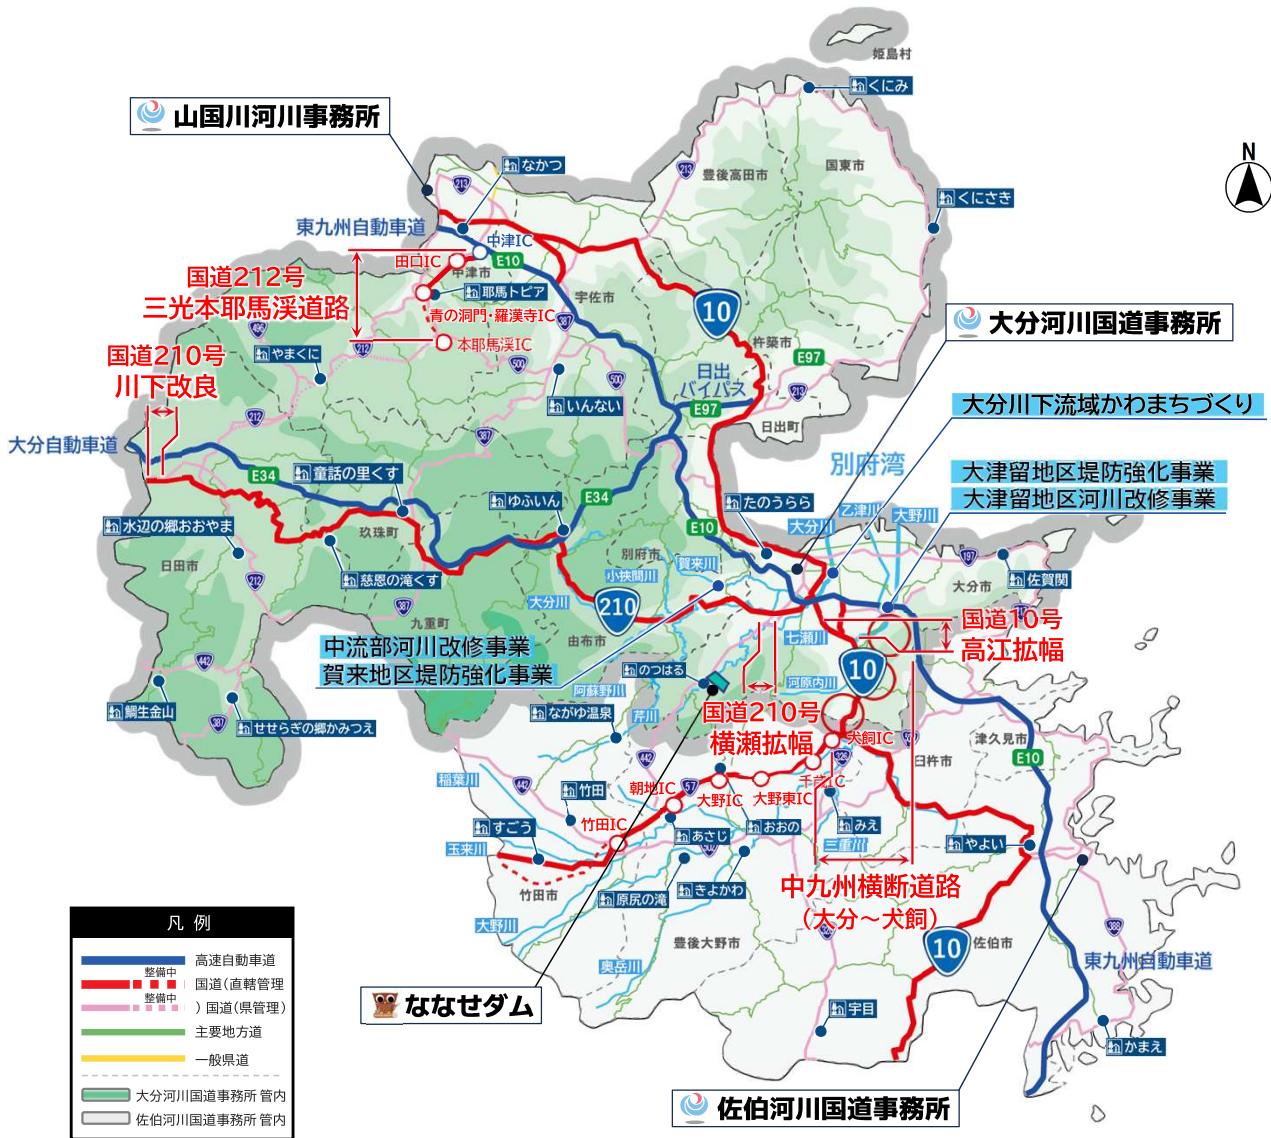 姫島村
くにみ
山国川河川事務所
N
なかつ
213
213
豊後高田市
国東市
くにさき
東九州自動車道
中津IC
田口IC
E10
中津市
国道212号
三光本耶馬渓道路
耶馬トピア
宇佐市
青の洞門・羅漢寺IC
10
大分河川国道事務所
496
387
本耶馬渓IC
212
杵築市
国道210号
川下改良
やまくに
500
500
E97
日出
バイパス
213
いんない
E97
大分川下流域かわまちづくり
212
日出町
387
大分自動車道
別府湾
大津留地区堤防強化事業
大津留地区河川改修事業
E34
童話の里くす
ゆふいん
E34
たのうらら
乙津川
大分川
大野川
水辺の郷おおやま
E10
玖珠町
別府市
賀来川
197
日田市
慈恩の滝くす
小挾間川
大分市
佐賀関
212
大分川
210
387
九重町
国道10号
高江拡幅
七瀬川
由布市
中流部河川改修事業
賀来地区堤防強化事業
442
のつはる
10
河原内川
阿蘇野川
鯛生金山
せせらぎの郷かみつえ
387
ながゆ温泉
芹川
国道210号
横瀬拡幅
犬飼IC
津久見市
臼杵市
E10
442
326
稲葉川
442
57
千歳IC
朝地IC
大野IC
大野東IC
竹田
竹田IC
すごう
あさじ
おおの
みえ
三重川
やよい
玉来川
502
中九州横断道路
(大分～犬飼)
竹田市
原尻の滝
きよかわ
大野川
326
388
豊後大野市
10
佐伯市
東九州自動車道
奥岳川
ななせダム
宇目
かまえ
佐伯河川国道事務所
凡 例
高速自動車道
整備中
国道(直轄管理
整備中
)国道(県管理)
主要地方道
一般県道
大分河川国道事務所 管内
佐伯河川国道事務所 管内